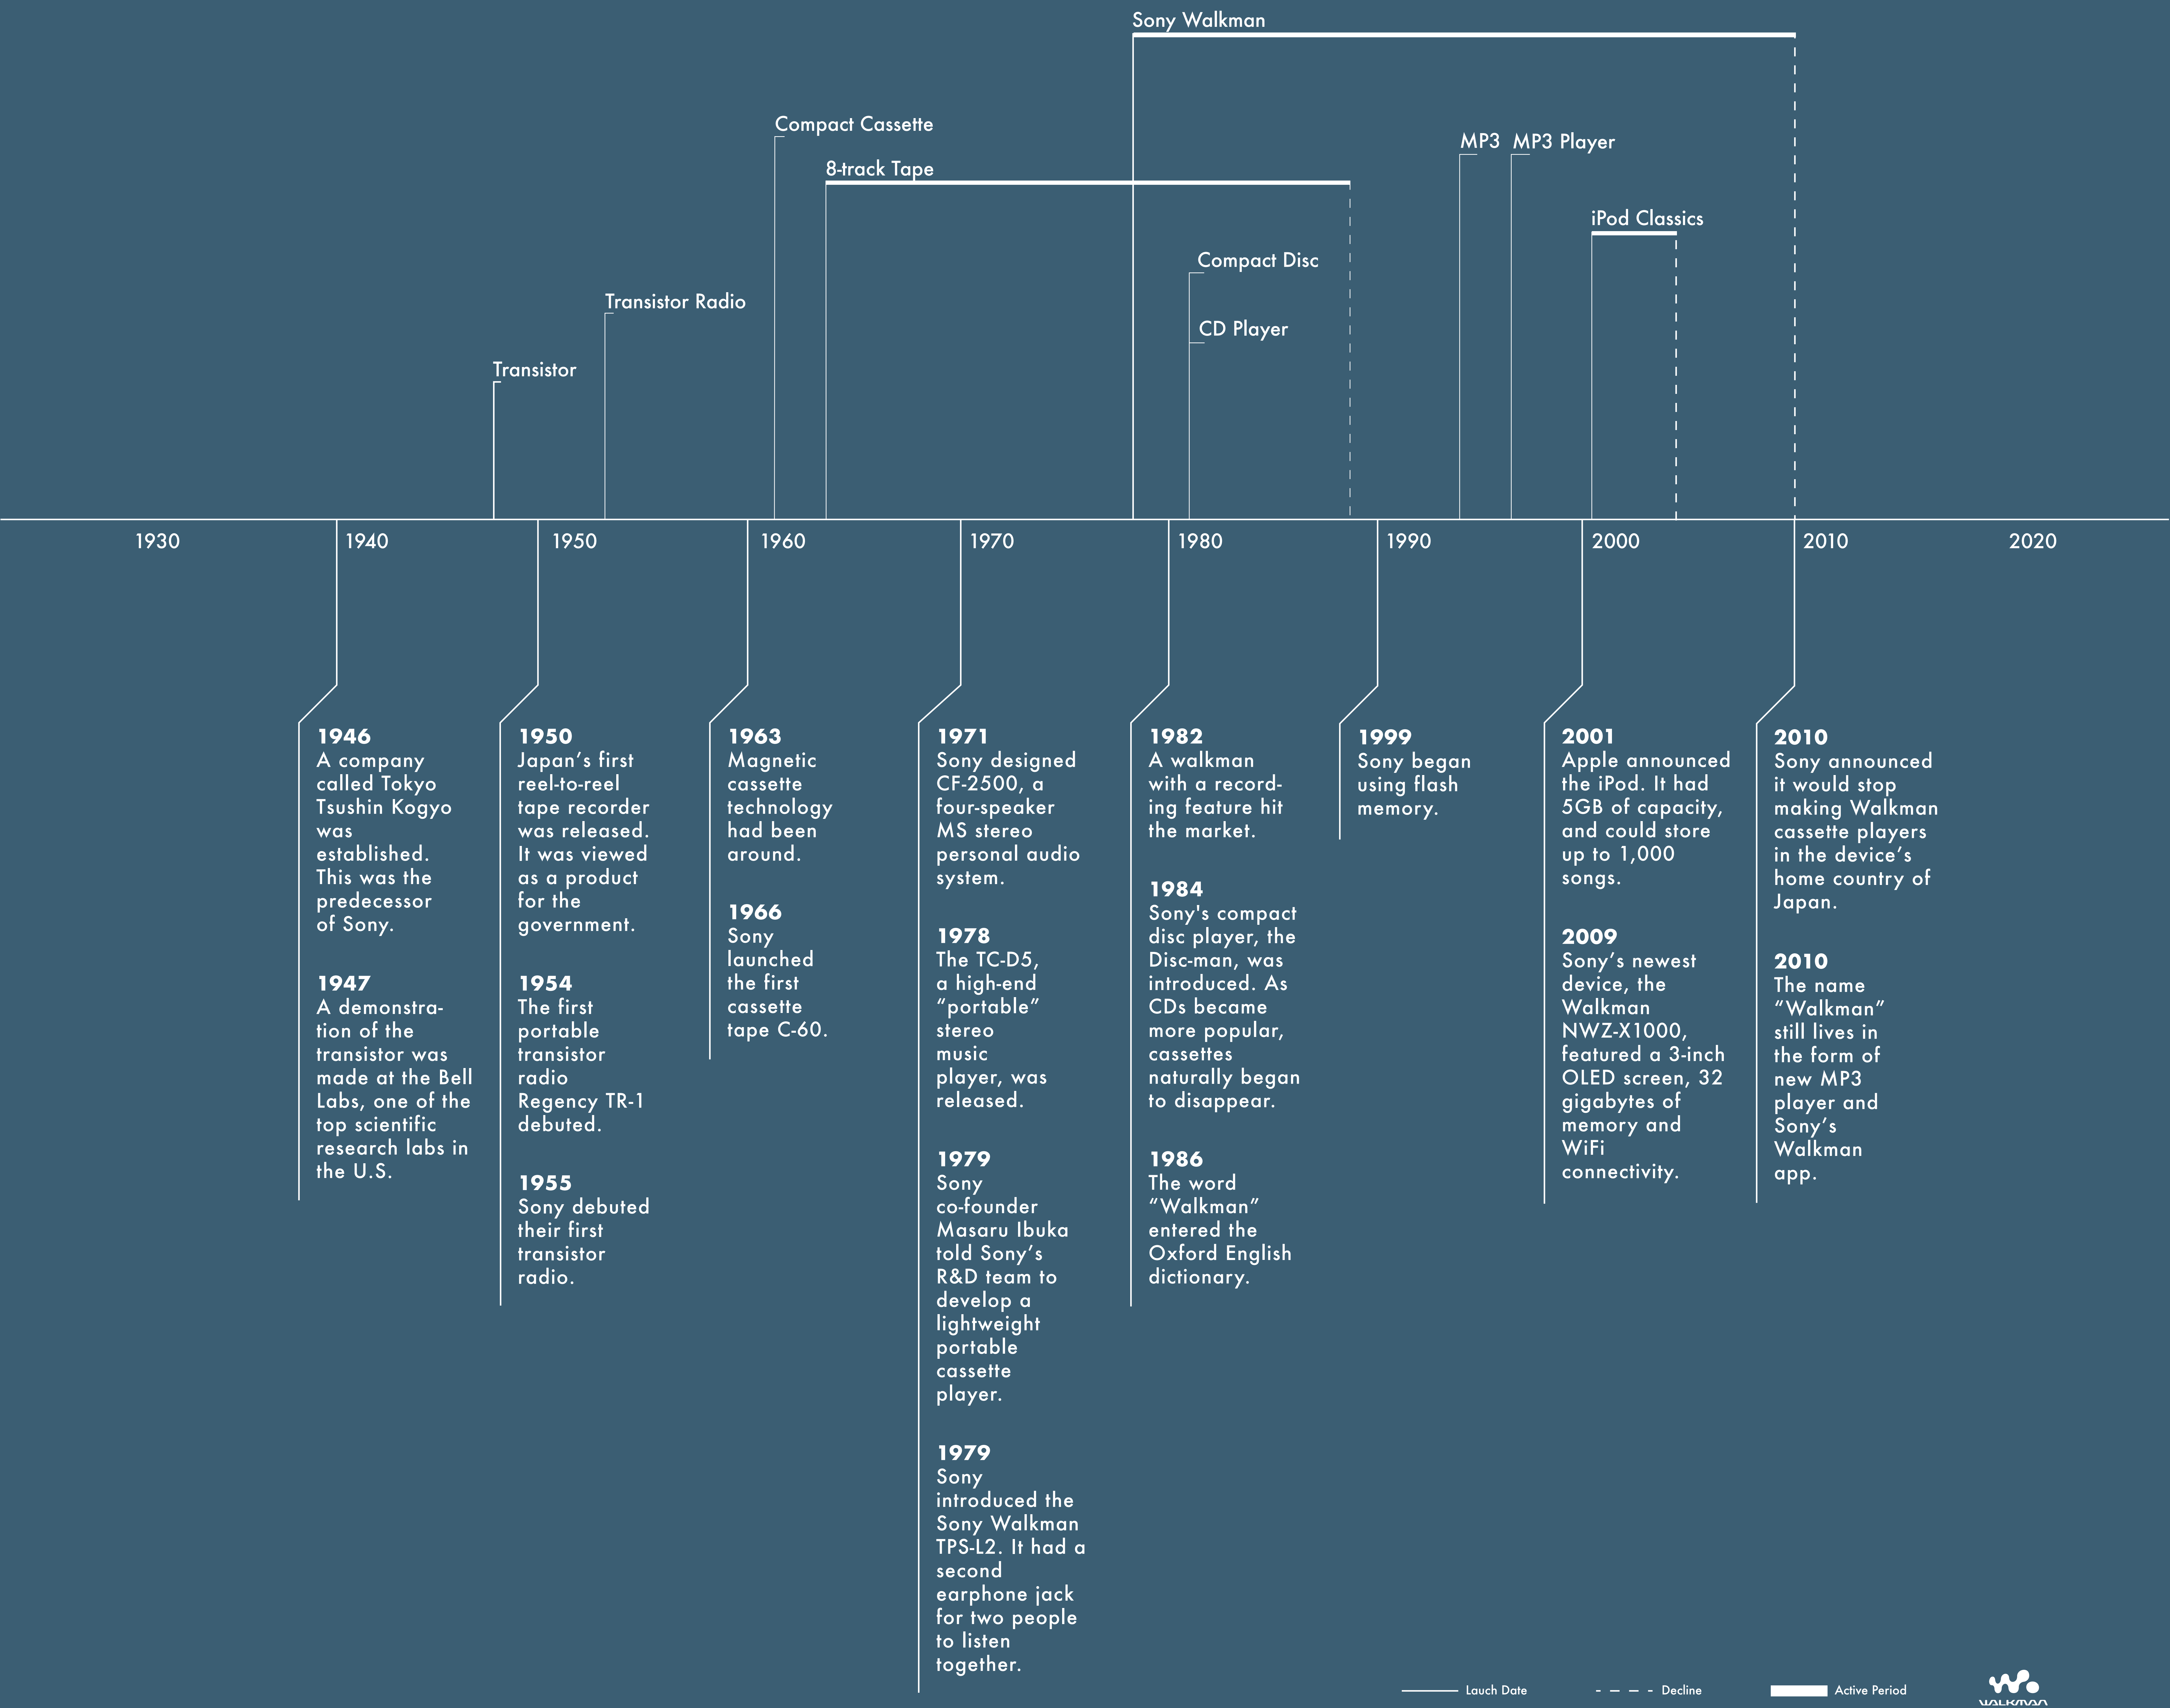 Sony Walkman
Compact Cassette
8-track Tape
MP3
MP3 Player
iPod Classics
Compact Disc
CD Player
Transistor Radio
Transistor
1930
1940
1950
1960
1970
1980
1990
2000
2010
2020
1946
A company
called Tokyo
Tsushin Kogyo
was
established.
This was the
predecessor
of Sony.
1947
A demonstra-
tion of the
transistor was
made at the Bell
Labs, one of the
top scientific
research labs in
the U.S.
1950
Japan’s first
reel-to-reel
tape recorder
was released.
It was viewed
as a product
for the
government.
1954
The first
portable
transistor
radio
Regency TR-1
debuted.
1955
Sony debuted
their first
transistor
radio.
1963
Magnetic
cassette
technology
had been
around.
1966
Sony
launched
the first
cassette
tape C-60.
1971
Sony designed
CF-2500, a
four-speaker
MS stereo
personal audio
system.
1978
The TC-D5,
a high-end
“portable”
stereo
music
player, was
released.
1979
Sony
co-founder
Masaru Ibuka
told Sony’s
R&D team to
develop a
lightweight
portable
cassette
player.
1979
Sony
introduced the
Sony Walkman
TPS-L2. It had a
second
earphone jack
for two people
to listen
together.
1982
A walkman
with a record-
ing feature hit
the market.
1984
Sony's compact
disc player, the
Disc-man, was
introduced. As
CDs became
more popular,
cassettes
naturally began
to disappear.
1986
The word
“Walkman”
entered the
Oxford English
dictionary.
1999
Sony began
using flash
memory.
2001
Apple announced
the iPod. It had
5GB of capacity,
and could store
up to 1,000
songs.
2009
Sony’s newest
device, the
Walkman
NWZ-X1000,
featured a 3-inch
OLED screen, 32
gigabytes of
memory and
WiFi
connectivity.
2010
Sony announced
it would stop
making Walkman
cassette players
in the device’s
home country of
Japan.
2010
The name
“Walkman”
still lives in
the form of
new MP3
player and
Sony’s
Walkman
app.
Lauch Date
Decline
Active Period
WALKMAN